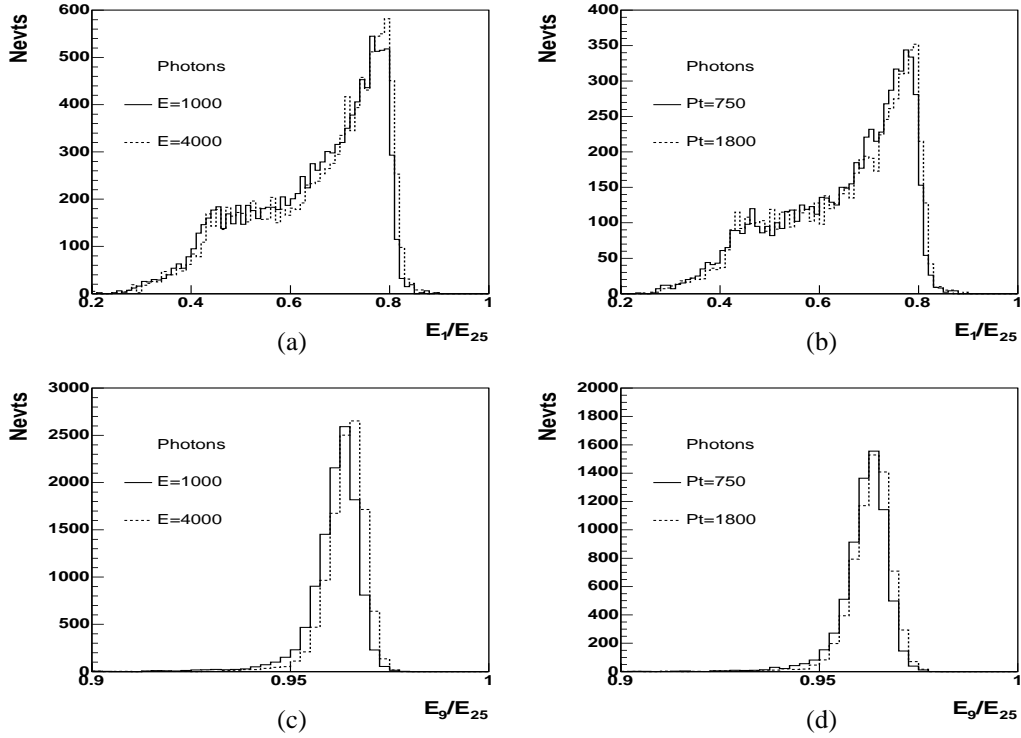 Nevts
600
500
400
300
200
100
0
Photons
E=1000
E=4000
0.2
0.4
0.6
0.8
1
E1/E25
(a)
Nevts
400
350
300
250
200
150
100
50
0
Photons
Pt=750
Pt=1800
0.2
0.4
0.6
0.8
1
E1/E25
(b)
Nevts
3000
2500
2000
1500
1000
500
0
Photons
E=1000
E=4000
0.9
0.95
1
E9/E25
(c)
Nevts
2000
1800
1600
1400
1200
1000
800
600
400
200
0
Photons
Pt=750
Pt=1800
0.9
0.95
1
E9/E25
(d)